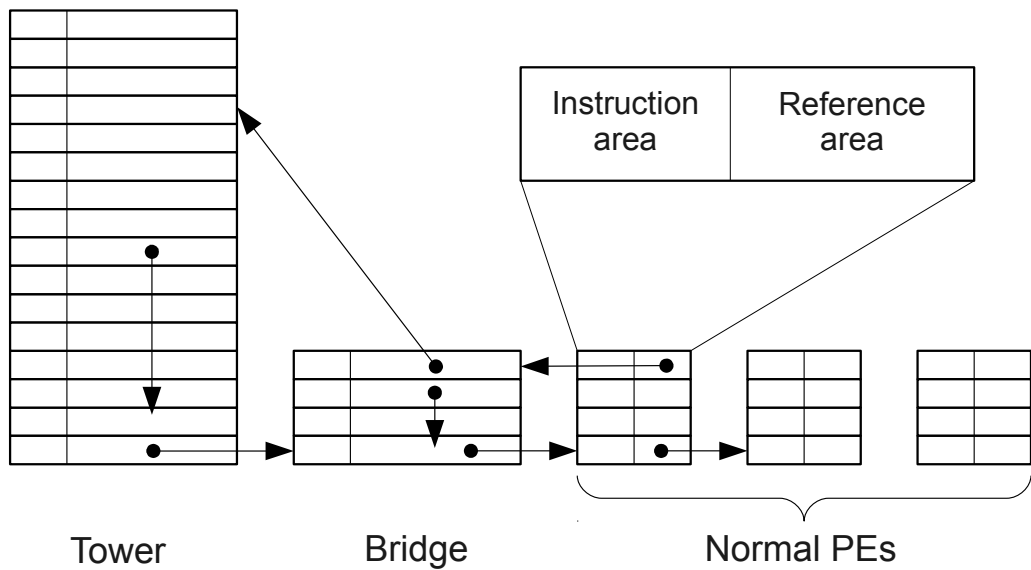 Instruction
area
Reference
area
Tower
Bridge
Normal PEs